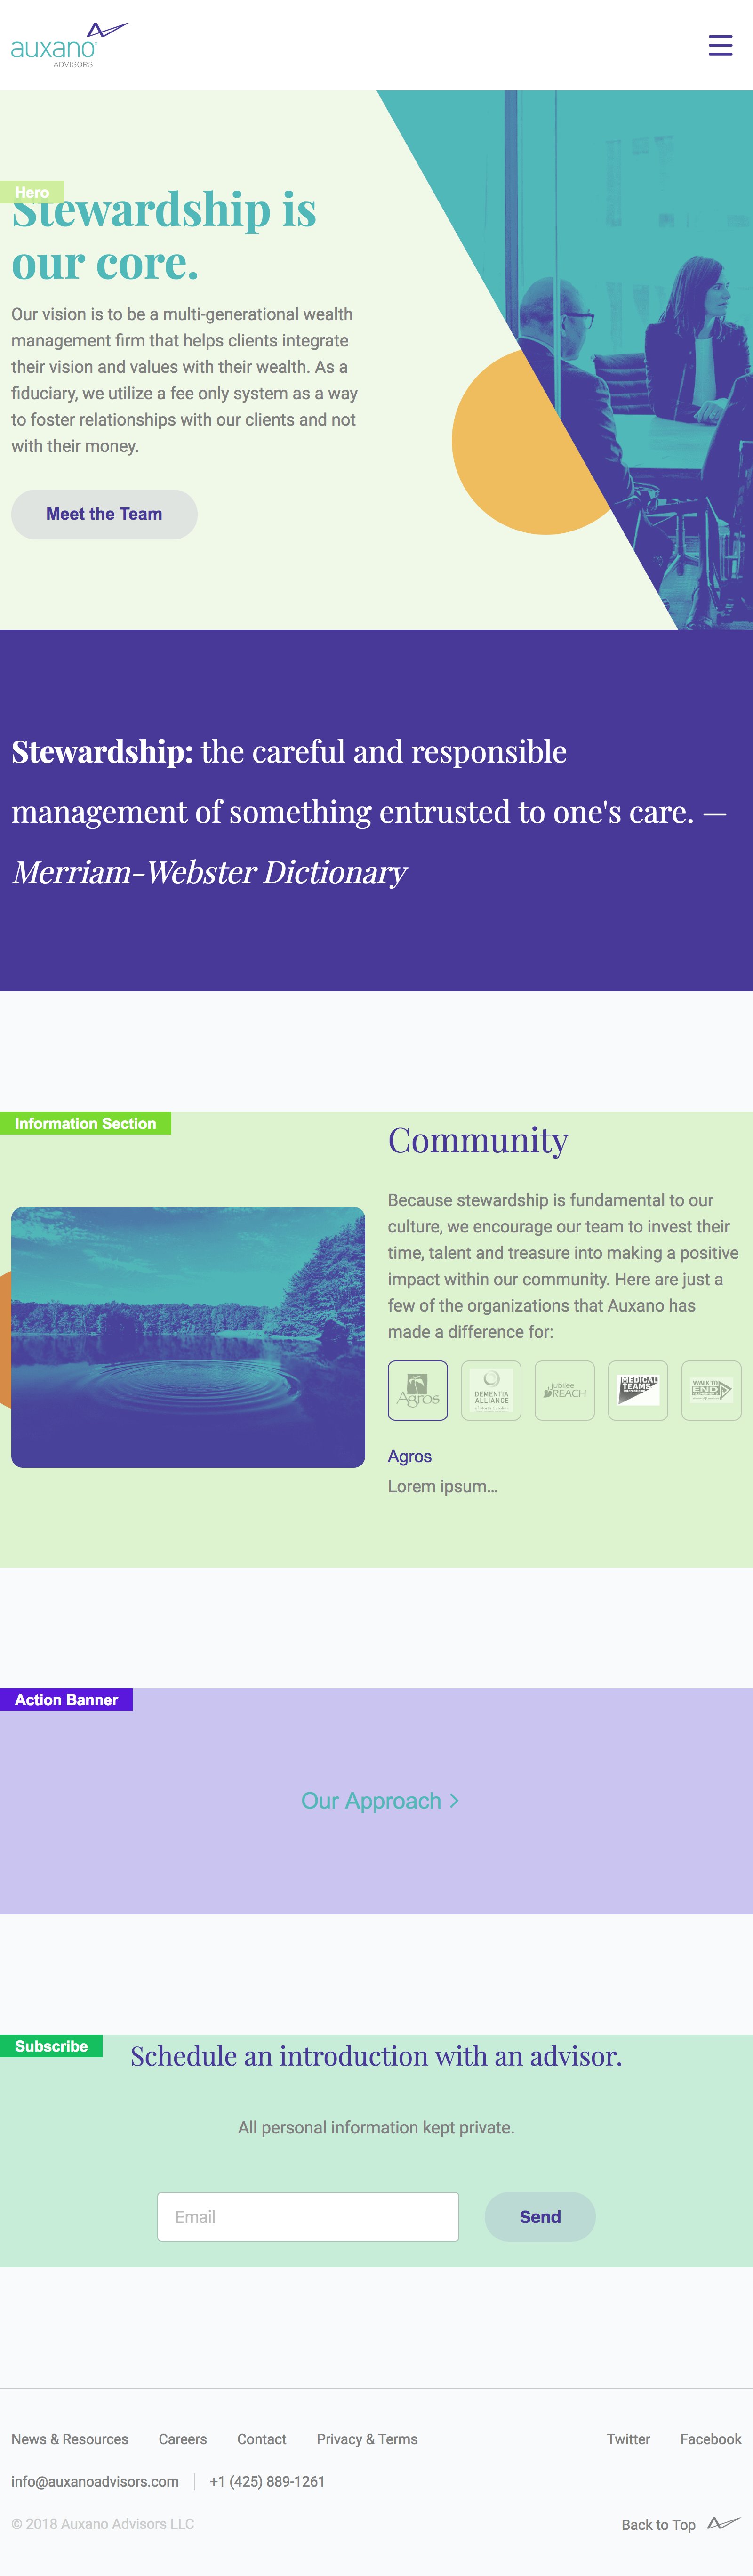 auxano
ADVISORS
Hero
Stewardship is
our core.
Our vision is to be a multi-generational wealth
management firm that helps clients integrate
their vision and values with their wealth. As a
fiduciary, we utilize a fee only system as a way
to foster relationships with our clients and not
with their money.
Meet the Team
Stewardship: the careful and responsible
management of something entrusted to one's care. —
Merriam-Webster Dictionary
Information Section
Community
Because stewardship is fundamental to our
culture, we encourage our team to invest their
time, talent and treasure into making a positive
impact within our community. Here are just a
few of the organizations that Auxano has
made a difference for:
Agros
DEMENTIA
ALLIANCE
of North Carolina
jubilee
REACH
MEDICAL
TEAMS
WALK TO
END
Agros
Lorem ipsum...
Action Banner
Our Approach >
Subscribe
Schedule an introduction with an advisor.
All personal information kept private.
Email
Send
News & Resources Careers Contact Privacy & Terms Twitter Facebook
info@auxanoadvisors.com +1 (425) 889-1261
© 2018 Auxano Advisors LLC Back to Top